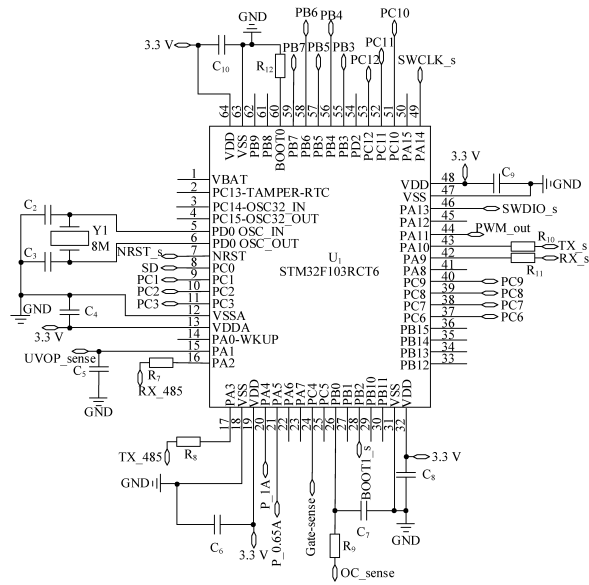 PB6
PB4
PC10
GND
3.3 V
C10
R12
PB7
PB5
PB3
PC12
PC11
SWCLK_s
64 63 62 61 60 59 58 57 56 55 54 53 52 51 50 49
VDD VSS PB9 PB8 BOOT0 PB7 PB6 PB5 PB4 PB3 PD2 PC12 PC11 PC10 PA15 PA14
1 VBAT
2 PC13-TAMPER-RTC
3 PC14-OSC32_IN
4 PC15-OSC32_OUT
5 PD0 OSC_IN
6 PD0 OSC_OUT
7 NRST
8 PC0
9 PC1
10 PC2
11 PC3
12 VSSA
13 VDDA
14 PA0-WKUP
15 PA1
16 PA2
C2
Y1
8M
C3
NRST_s
SD
PC1
PC2
PC3
GND
C4
3.3 V
UVOP_sense
C5
GND
R7
RX_485
U1
STM32F103RCT6
3.3 V
C9
GND
VDD 48
VSS 47
PA13 46
PA12 45
PA11 44
PA10 43
PA9 42
PA8 41
PC9 40
PC8 39
PC7 38
PC6 37
PB15 36
PB14 35
PB13 34
PB12 33
SWDIO_s
PWM_out
R10
TX_s
RX_s
R11
PC9
PC8
PC7
PC6
PA3 VSS VDD PA4 PA5 PA6 PA7 PC4 PC5 PB0 PB1 PB2 PB10 PB11 VSS VDD
17 18 19 20 21 22 23 24 25 26 27 28 29 30 31 32
TX_485
R8
GND
C6
3.3 V
P_1A
P_0.65A
Gate-sense
BOOT1_s
3.3 V
C8
C7
GND
R9
OC_sense